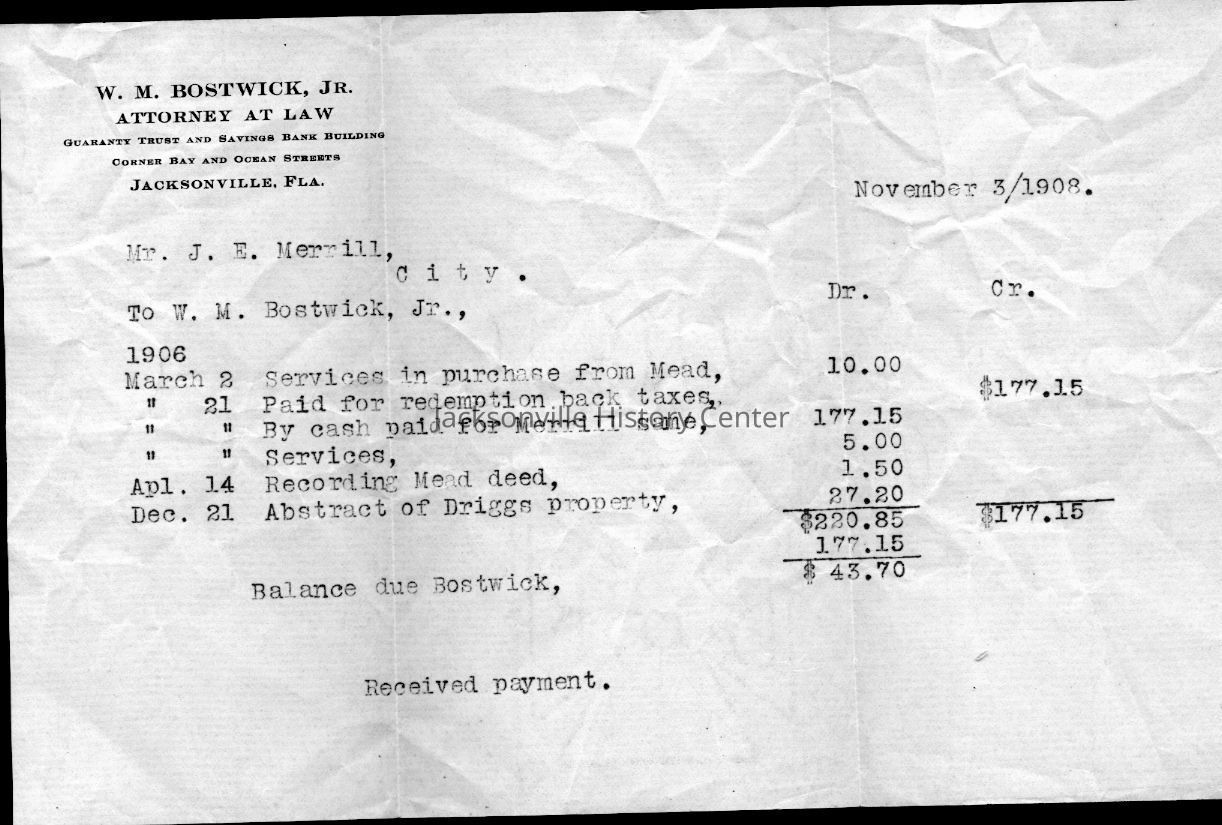 W. M. BOSTWICK, JR.
ATTORNEY AT LAW
GUARANTY TRUST AND SAVINGS BANK BUILDING
CORNER BAY AND OCEAN STREETS
JACKSONVILLE, FLA.
November 3/1908.
Mr. J. E. Merrill,
C i t y .
To W. M. Bostwick, Jr.,
Dr. Cr.
1906
March 2 Services in purchase from Mead, 10.00
" 21 Paid for redemption back taxes, $177.15
" " By cash paid for Merrill same, 177.15
" " Services, 5.00
Apl. 14 Recording Mead deed, 1.50
Dec. 21 Abstract of Driggs property, 27.20
$220.85 $177.15
177.15
Balance due Bostwick, $ 43.70
Received payment.
Jacksonville History Center